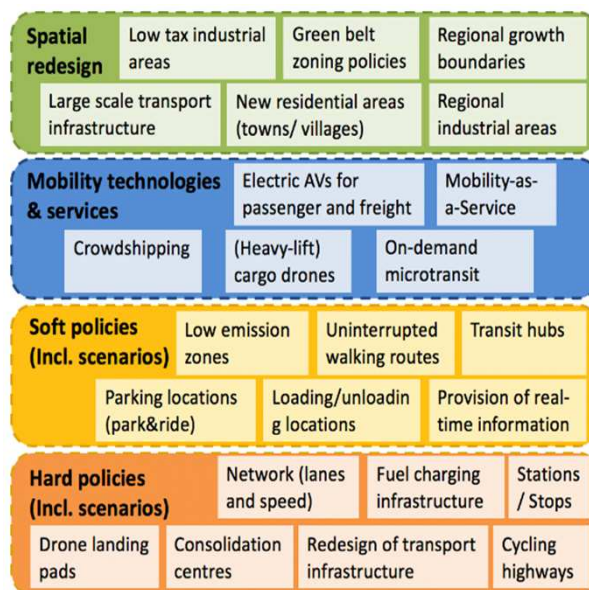 Spatial
redesign
Low tax industrial
areas
Green belt
zoning policies
Regional growth
boundaries
Large scale transport
infrastructure
New residential areas
(towns/ villages)
Regional
industrial areas
Mobility technologies
& services
Electric AVs for
passenger and freight
Mobility-as-
a-Service
Crowdshipping
(Heavy-lift)
cargo drones
On-demand
microtransit
Soft policies
(Incl. scenarios)
Low emission
zones
Uninterrupted
walking routes
Transit hubs
Parking locations
(park&ride)
Loading/unloadin
g locations
Provision of real-
time information
Hard policies
(Incl. scenarios)
Network (lanes
and speed)
Fuel charging
infrastructure
Stations
/ Stops
Drone landing
pads
Consolidation
centres
Redesign of transport
infrastructure
Cycling
highways